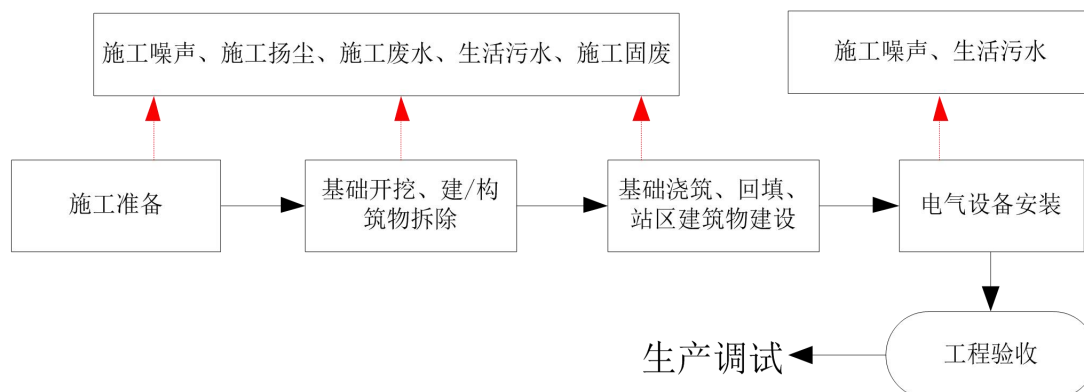 施工噪声、施工扬尘、施工废水、生活污水、施工固废
施工噪声、生活污水
施工准备
基础开挖、建/构
筑物拆除
基础浇筑、回填、
站区建筑物建设
电气设备安装
工程验收
生产调试